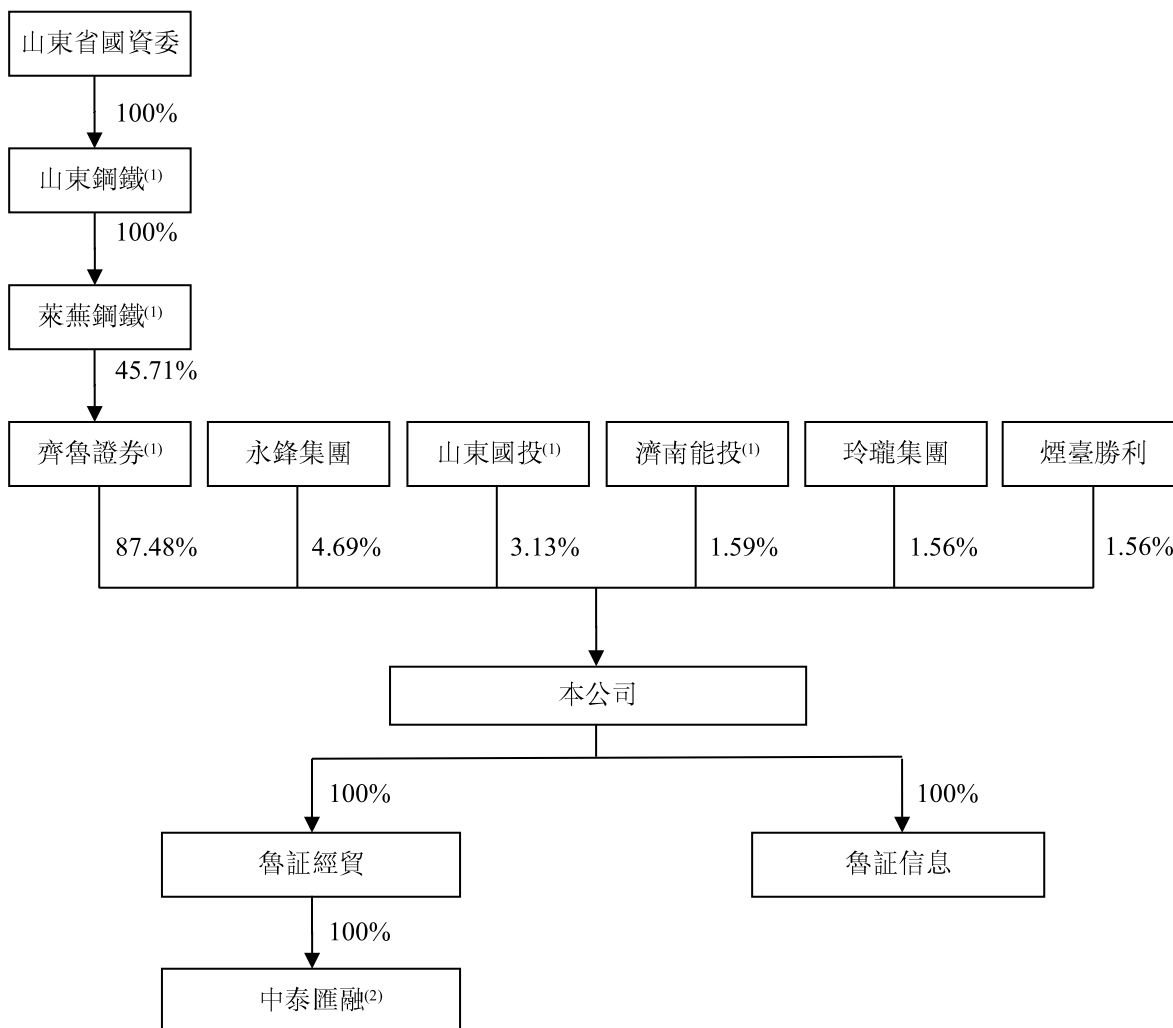 山東省國資委
100%
山東鋼鐵(1)
100%
萊蕪鋼鐵(1)
45.71%
齊魯證券(1)
永鋒集團
山東國投(1)
濟南能投(1)
玲瓏集團
煙臺勝利
87.48%
4.69%
3.13%
1.59%
1.56%
1.56%
本公司
100%
100%
魯証經貿
魯証信息
100%
中泰匯融(2)